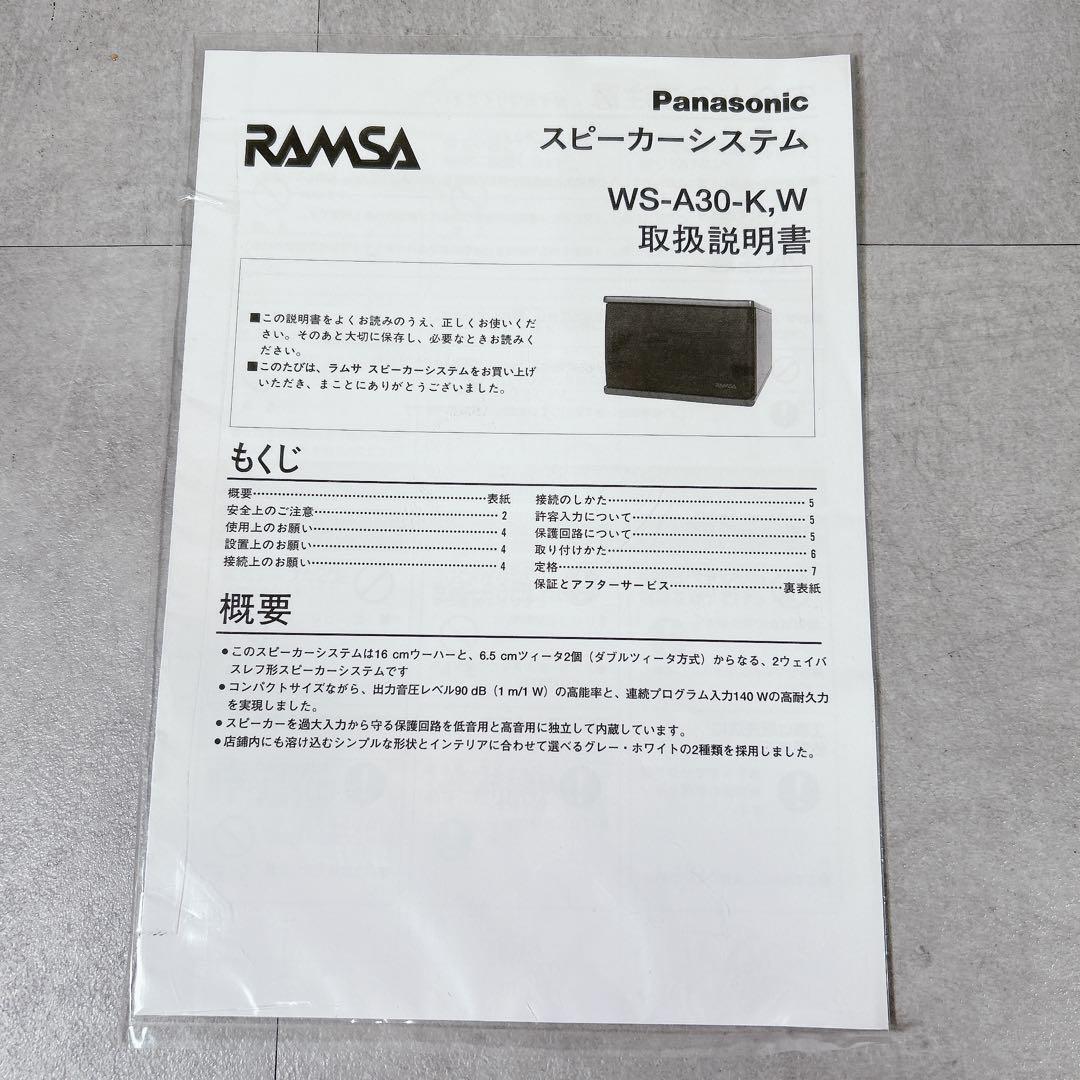 Panasonic
RAMSA
スピーカーシステム
WS-A30-K,W
取扱説明書
■この説明書をよくお読みのうえ、正しくお使いくだ
さい。そのあと大切に保存し、必要なときお読みく
ださい。
■このたびは、ラムサ スピーカーシステムをお買い上げ
いただき、まことにありがとうございました。
RAMSA
もくじ
概要……表紙
安全上のご注意……2
使用上のお願い……4
設置上のお願い……4
接続上のお願い……4
接続のしかた……5
許容入力について……5
保護回路について……5
取り付けかた……6
定格……7
保証とアフターサービス……裏表紙
概要
●このスピーカーシステムは16 cmウーハーと、6.5 cmツィータ2個（ダブルツィータ方式）からなる、2ウェイバ
スレフ形スピーカーシステムです
●コンパクトサイズながら、出力音圧レベル90 dB（1 m/1 W）の高能率と、連続プログラム入力140 Wの高耐久力
を実現しました。
●スピーカーを過大入力から守る保護回路を低音用と高音用に独立して内蔵しています。
●店舗内にも溶け込むシンプルな形状とインテリアに合わせて選べるグレー・ホワイトの2種類を採用しました。